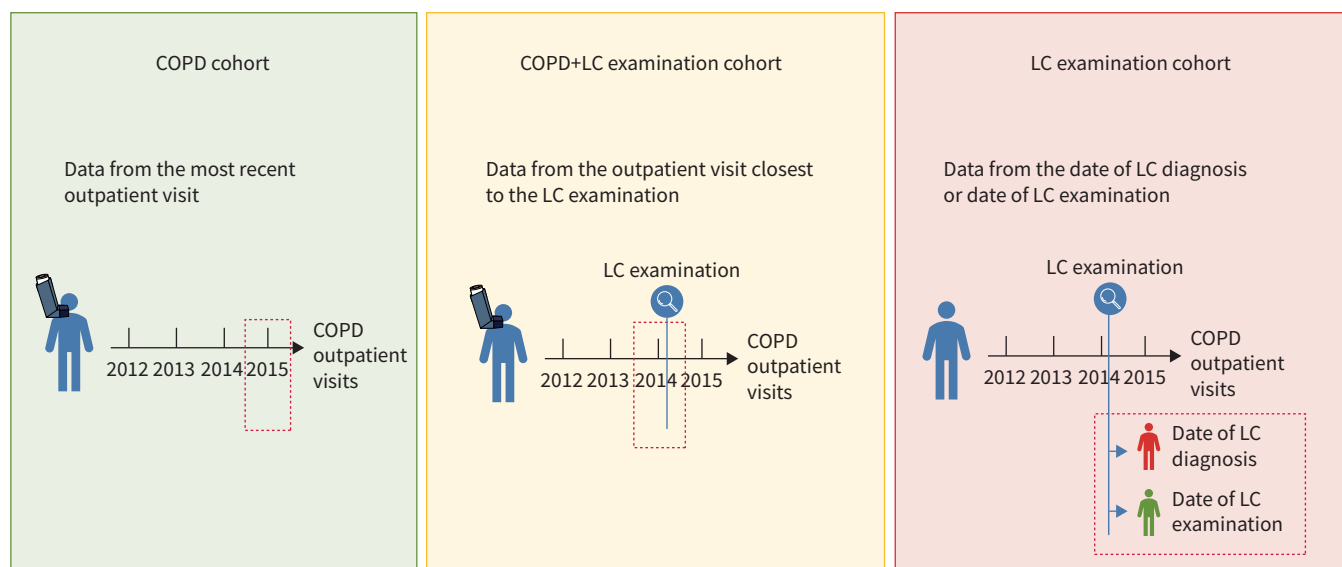 COPD cohort
Data from the most recent
outpatient visit
2012 2013 2014 2015
COPD
outpatient
visits
COPD+LC examination cohort
Data from the outpatient visit closest
to the LC examination
LC examination
2012 2013 2014 2015
COPD
outpatient
visits
LC examination cohort
Data from the date of LC diagnosis
or date of LC examination
LC examination
2012 2013 2014 2015
COPD
outpatient
visits
Date of LC
diagnosis
Date of LC
examination